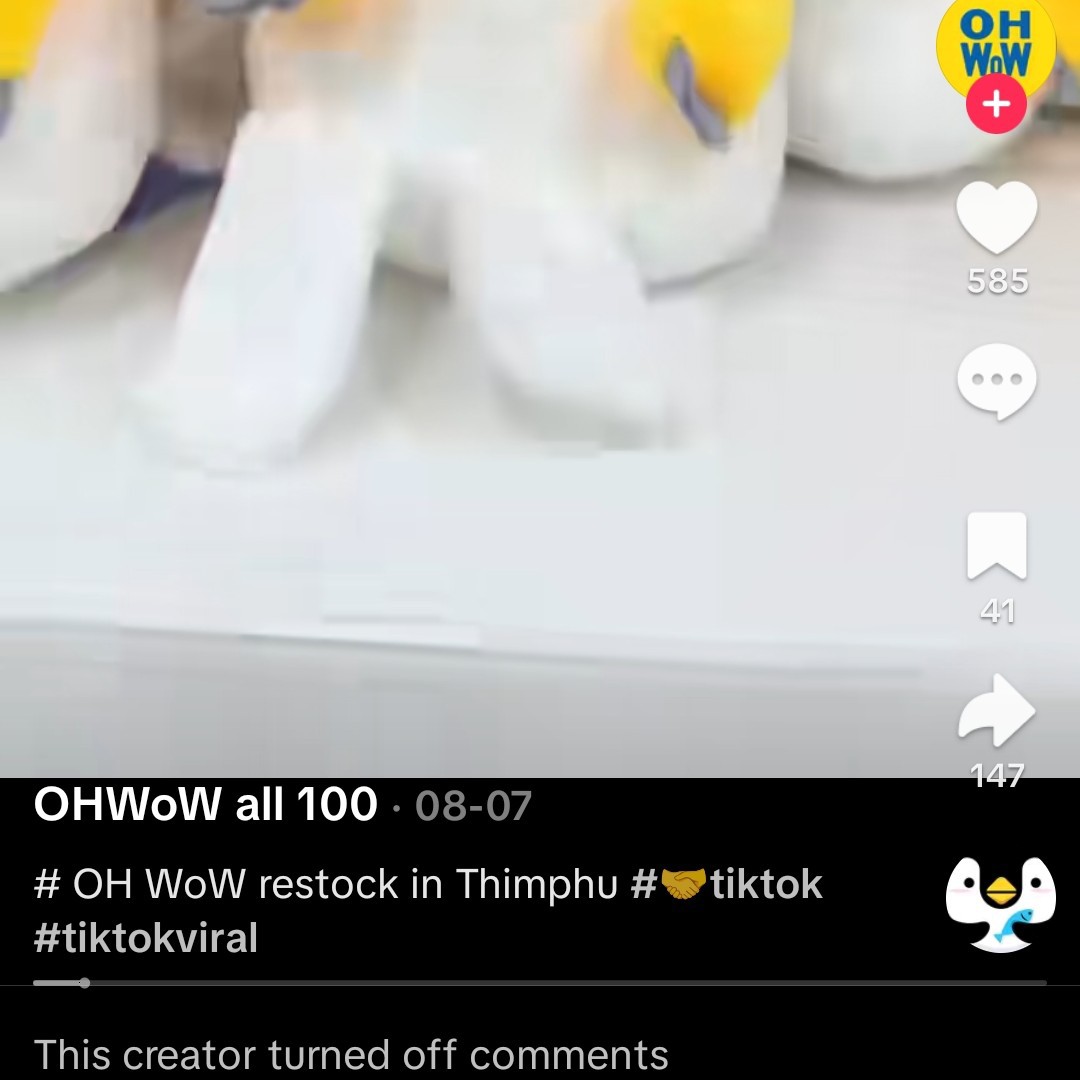 OH
WOW
585
41
147
OHWoW all 100 · 08-07
# OH WoW restock in Thimphu #🤝tiktok
#tiktokviral
This creator turned off comments